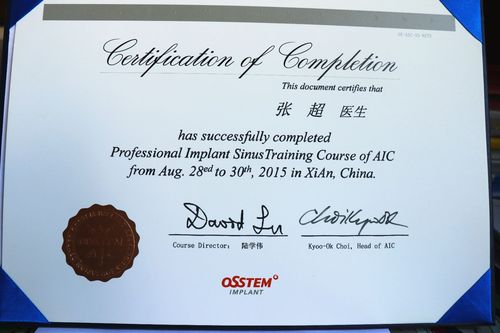 Certification of Completion
This document certifies that
张 超 医生
has successfully completed
Professional Implant SinusTraining Course of AIC
from Aug. 28ed to 30th, 2015 in XiAn, China.
David Lu
Course Director: 陆学伟
Kyoo-Ok Choi, Head of AIC
OSSTEM
IMPLANT